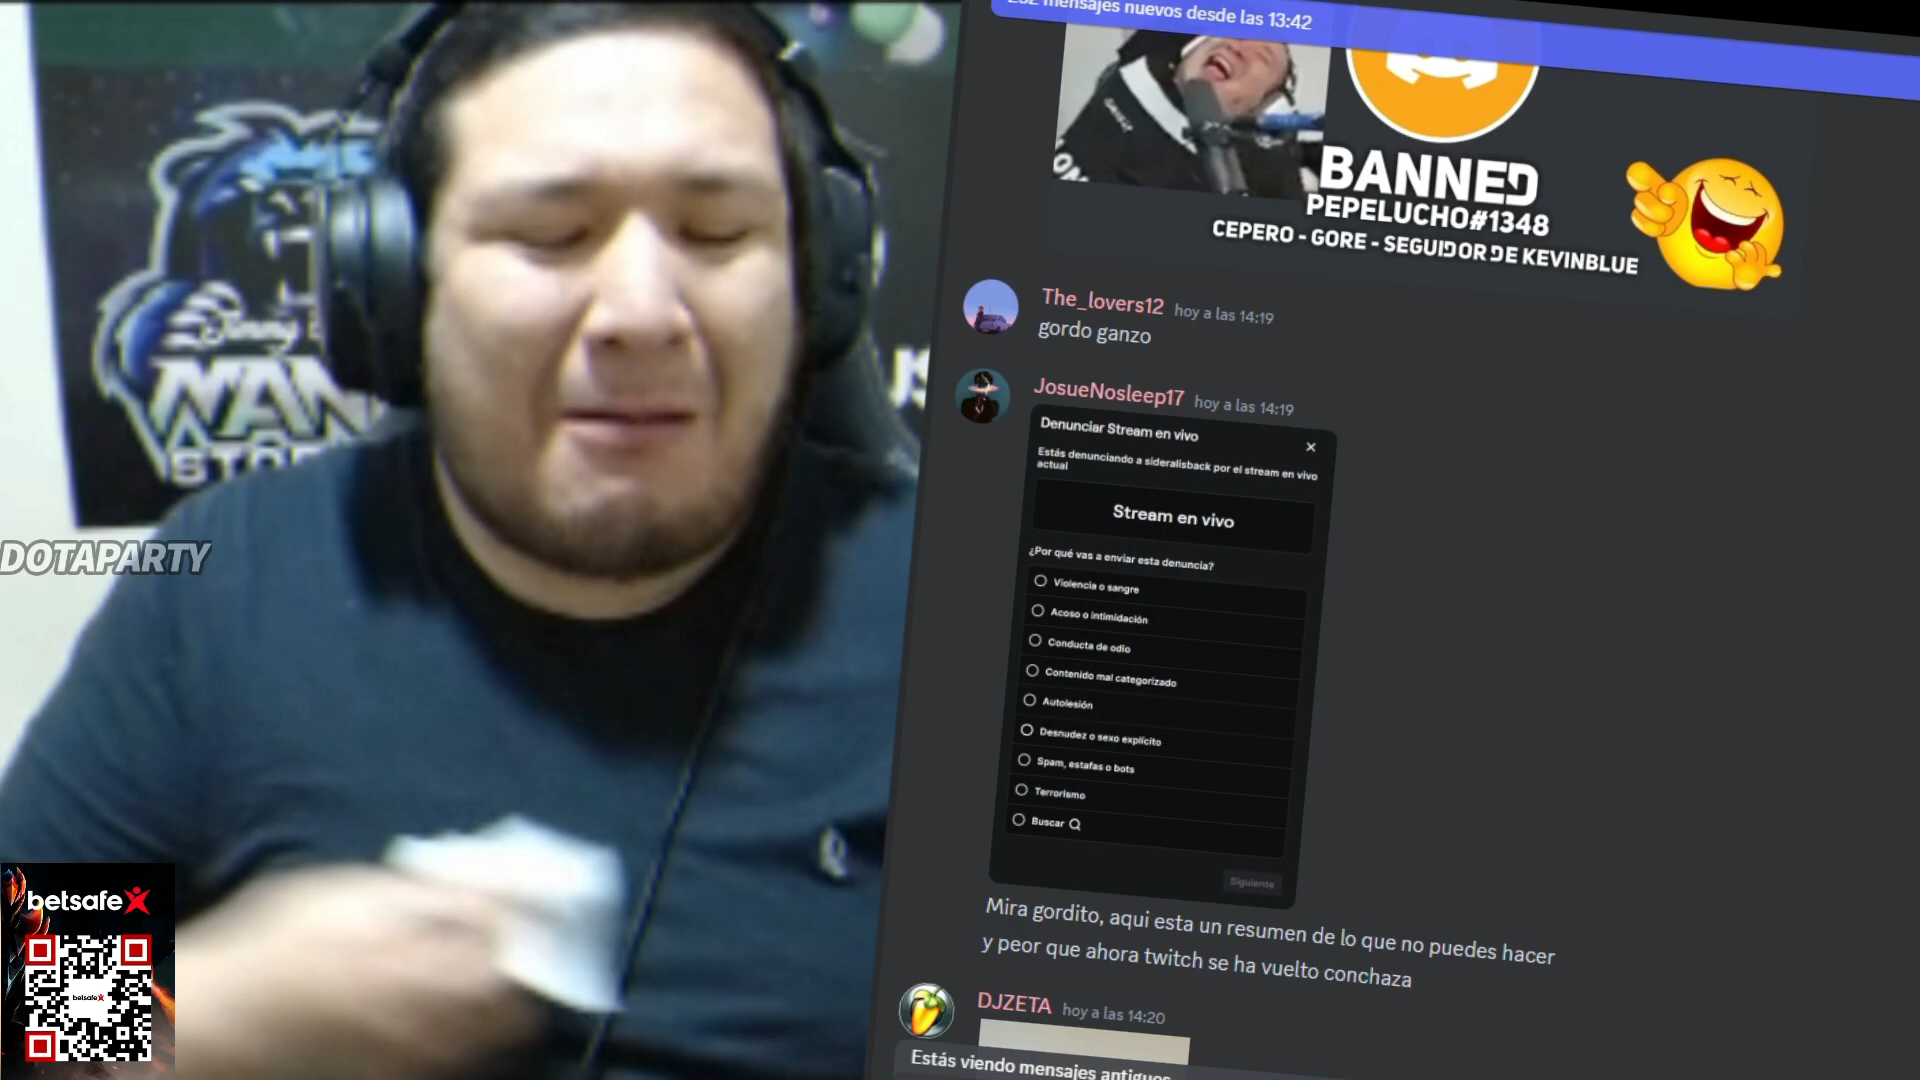 232 mensajes nuevos desde las 13:42
BANNED
PEPELUCHO#1348
CEPERO - GORE - SEGUIDOR DE KEVINBLUE
The_lovers12 hoy a las 14:19
gordo ganzo
JosueNosleep17 hoy a las 14:19
Denunciar Stream en vivo
Estás denunciando a sideralisback por el stream en vivo
actual
Stream en vivo
¿Por qué vas a enviar esta denuncia?
Violencia o sangre
Acoso o intimidación
Conducta de odio
Contenido mal categorizado
Autolesión
Desnudez o sexo explícito
Spam, estafas o bots
Terrorismo
Buscar
Siguiente
Mira gordito, aqui esta un resumen de lo que no puedes hacer
y peor que ahora twitch se ha vuelto conchaza
DJZETA hoy a las 14:20
Estás viendo mensajes antiguos
DOTAPARTY
betsafe
betsafe